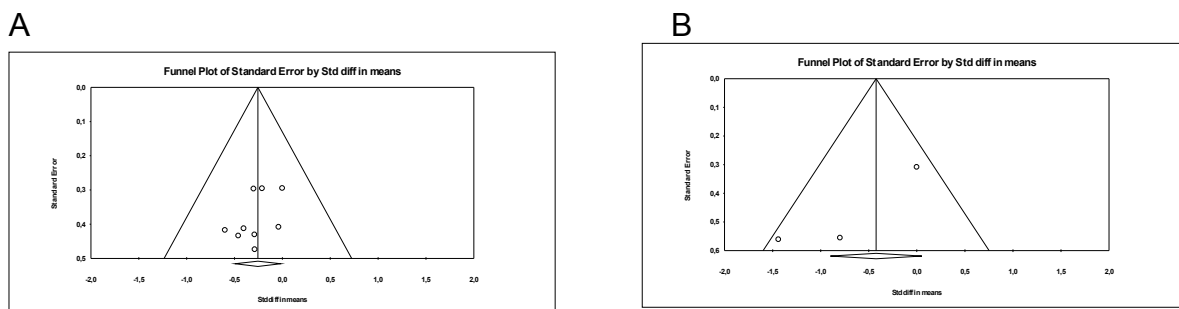 A
Funnel Plot of Standard Error by Std diff in means
0,0
0,1
0,2
0,3
0,4
0,5
Standard Error
-2,0 -1,5 -1,0 -0,5 0,0 0,5 1,0 1,5 2,0
Std diff in means
B
Funnel Plot of Standard Error by Std diff in means
0,0
0,1
0,2
0,3
0,4
0,5
0,6
Standard Error
-2,0 -1,5 -1,0 -0,5 0,0 0,5 1,0 1,5 2,0
Std diff in means